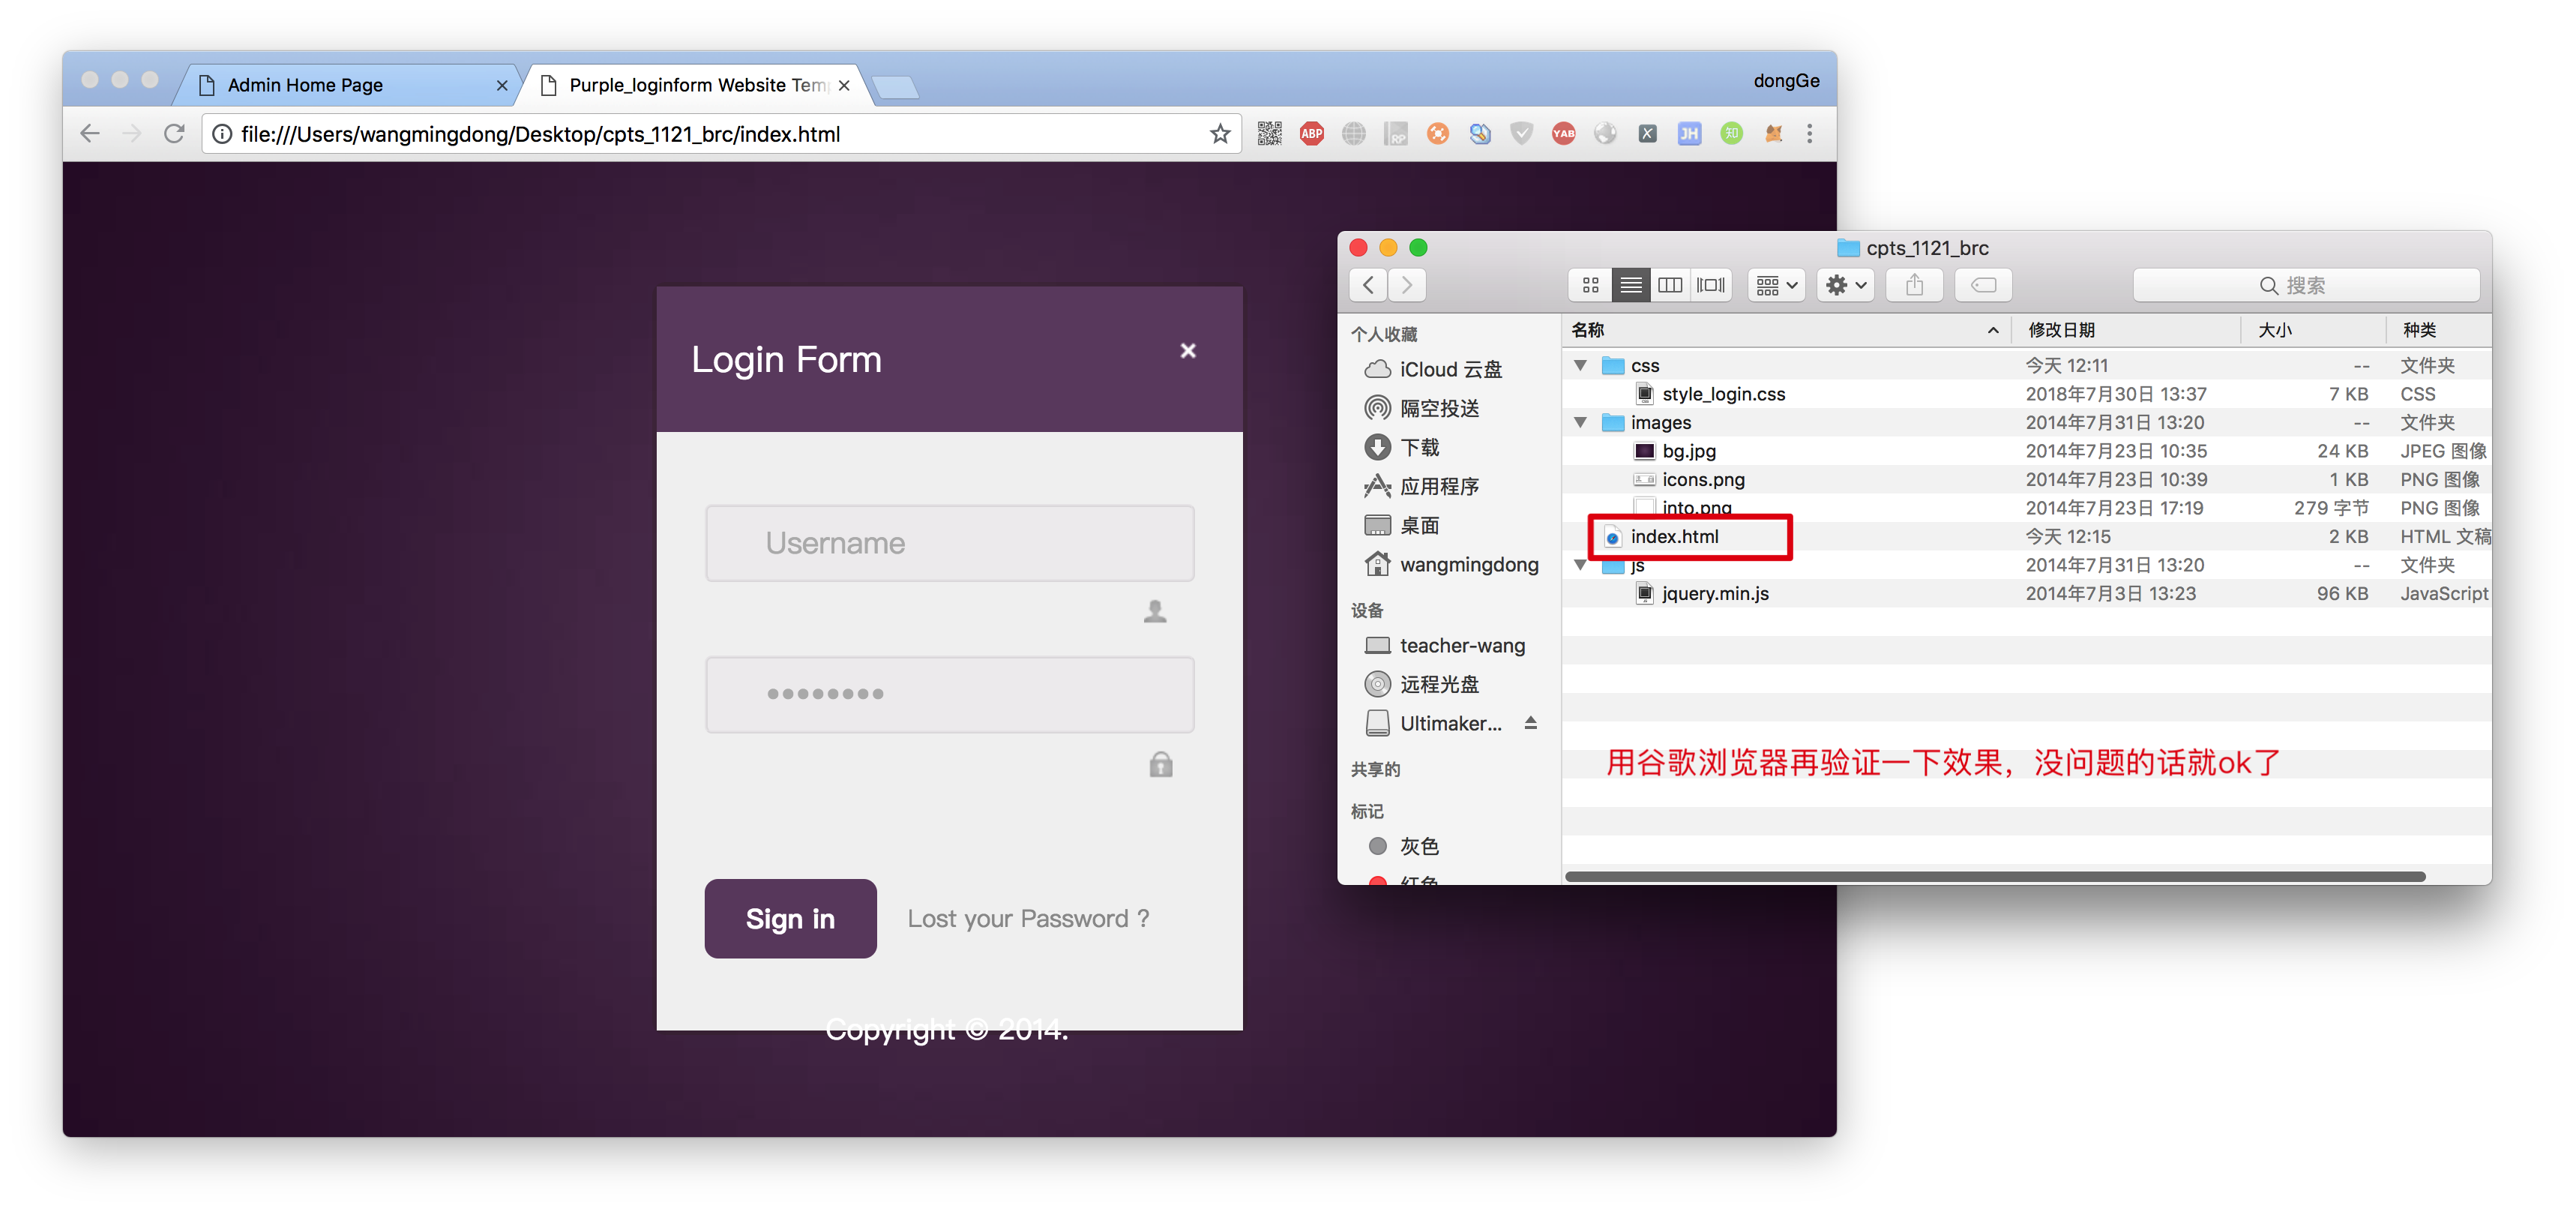 Admin Home Page
Purple_loginform Website Tem
dongGe
file:///Users/wangmingdong/Desktop/cpts_1121_brc/index.html
ABP
RP
YAB
X
JH
知
Login Form
Username
Sign in
Lost your Password ?
Copyright © 2014.
cpts_1121_brc
搜索
个人收藏
iCloud 云盘
隔空投送
下载
应用程序
桌面
wangmingdong
设备
teacher-wang
远程光盘
Ultimaker...
共享的
标记
灰色
红色
名称 修改日期 大小 种类
css 今天 12:11 -- 文件夹
style_login.css 2018年7月30日 13:37 7 KB CSS
images 2014年7月31日 13:20 -- 文件夹
bg.jpg 2014年7月23日 10:35 24 KB JPEG 图像
icons.png 2014年7月23日 10:39 1 KB PNG 图像
into.png 2014年7月23日 17:19 279 字节 PNG 图像
index.html 今天 12:15 2 KB HTML 文稿
js 2014年7月31日 13:20 -- 文件夹
jquery.min.js 2014年7月3日 13:23 96 KB JavaScript
用谷歌浏览器再验证一下效果，没问题的话就ok了